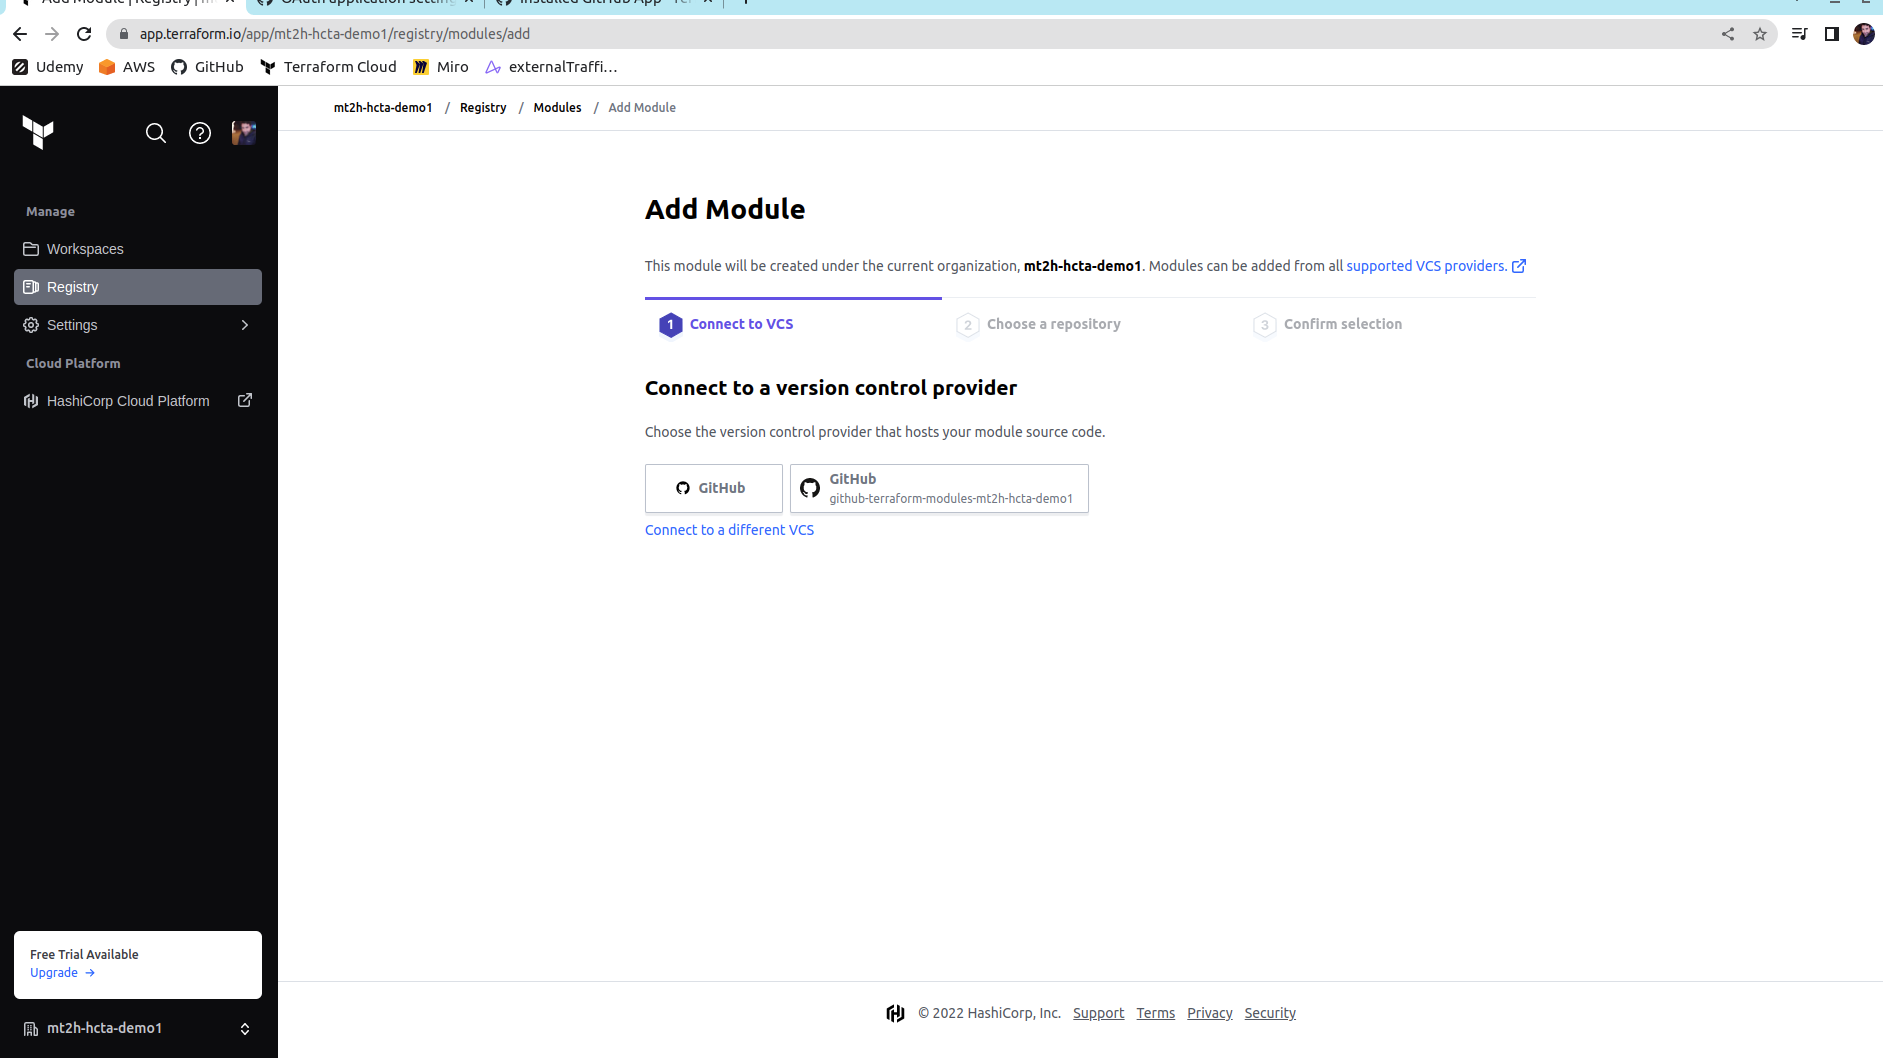 Add Module | Registry |
OAuth application setting
Installed GitHub App - Ter
app.terraform.io/app/mt2h-hcta-demo1/registry/modules/add
Udemy AWS GitHub Terraform Cloud Miro externalTraffi...
mt2h-hcta-demo1 / Registry / Modules / Add Module
Manage
Workspaces
Registry
Settings
Cloud Platform
HashiCorp Cloud Platform
Add Module
This module will be created under the current organization, mt2h-hcta-demo1. Modules can be added from all supported VCS providers.
1 Connect to VCS
2 Choose a repository
3 Confirm selection
Connect to a version control provider
Choose the version control provider that hosts your module source code.
GitHub
GitHub
github-terraform-modules-mt2h-hcta-demo1
Connect to a different VCS
Free Trial Available
Upgrade →
mt2h-hcta-demo1
© 2022 HashiCorp, Inc. Support Terms Privacy Security